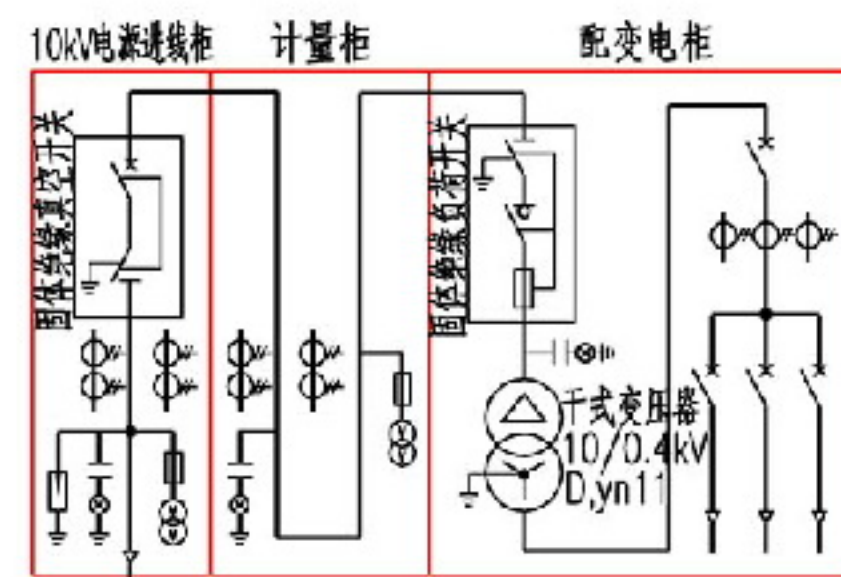 10kV电源进线柜
计量柜
配变电柜
固体绝缘真空开关
固体绝缘负荷开关
干式变压器
10/0.4kV
D,yn11